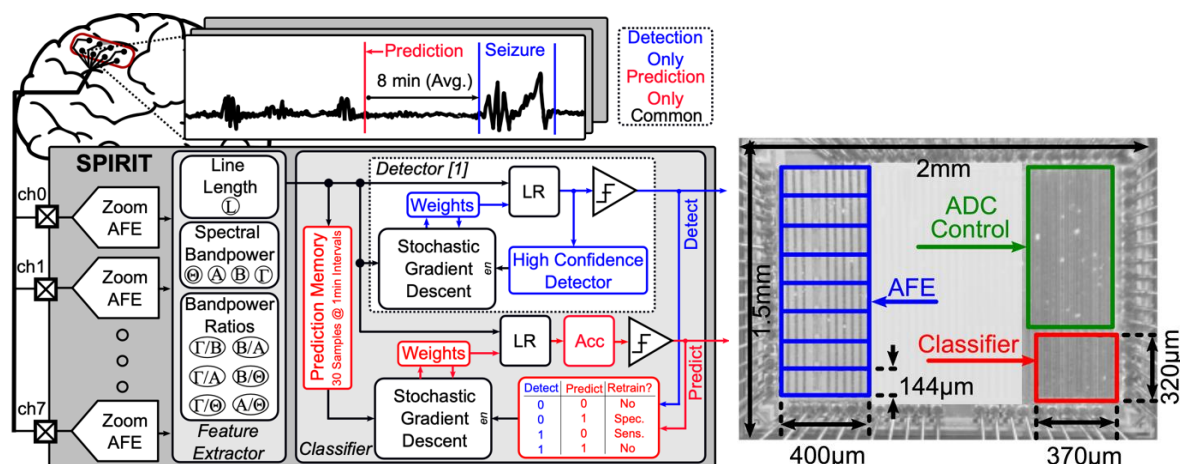 Prediction
Seizure
8 min (Avg.)
Detection
Only
Prediction
Only
Common
SPIRIT
ch0
Zoom
AFE
ch1
Zoom
AFE
ch7
Zoom
AFE
Line
Length
Ⓛ
Spectral
Bandpower
Θ Α Β Γ
Bandpower
Ratios
Γ/Β Β/Α
Γ/Α Β/Θ
Γ/Θ Α/Θ
Feature
Extractor
Prediction Memory
30 Samples @ 1min Intervals
Classifier
Detector [1]
Weights
LR
Stochastic
Gradient
Descent
en
High Confidence
Detector
Detect
LR
Acc
Weights
Stochastic
Gradient
Descent
en
Detect Predict Retrain?
0 0 No
0 1 Spec.
1 0 Sens.
1 1 No
Predict
2mm
1.5mm
ADC
Control
AFE
Classifier
144μm
320μm
400μm
370μm